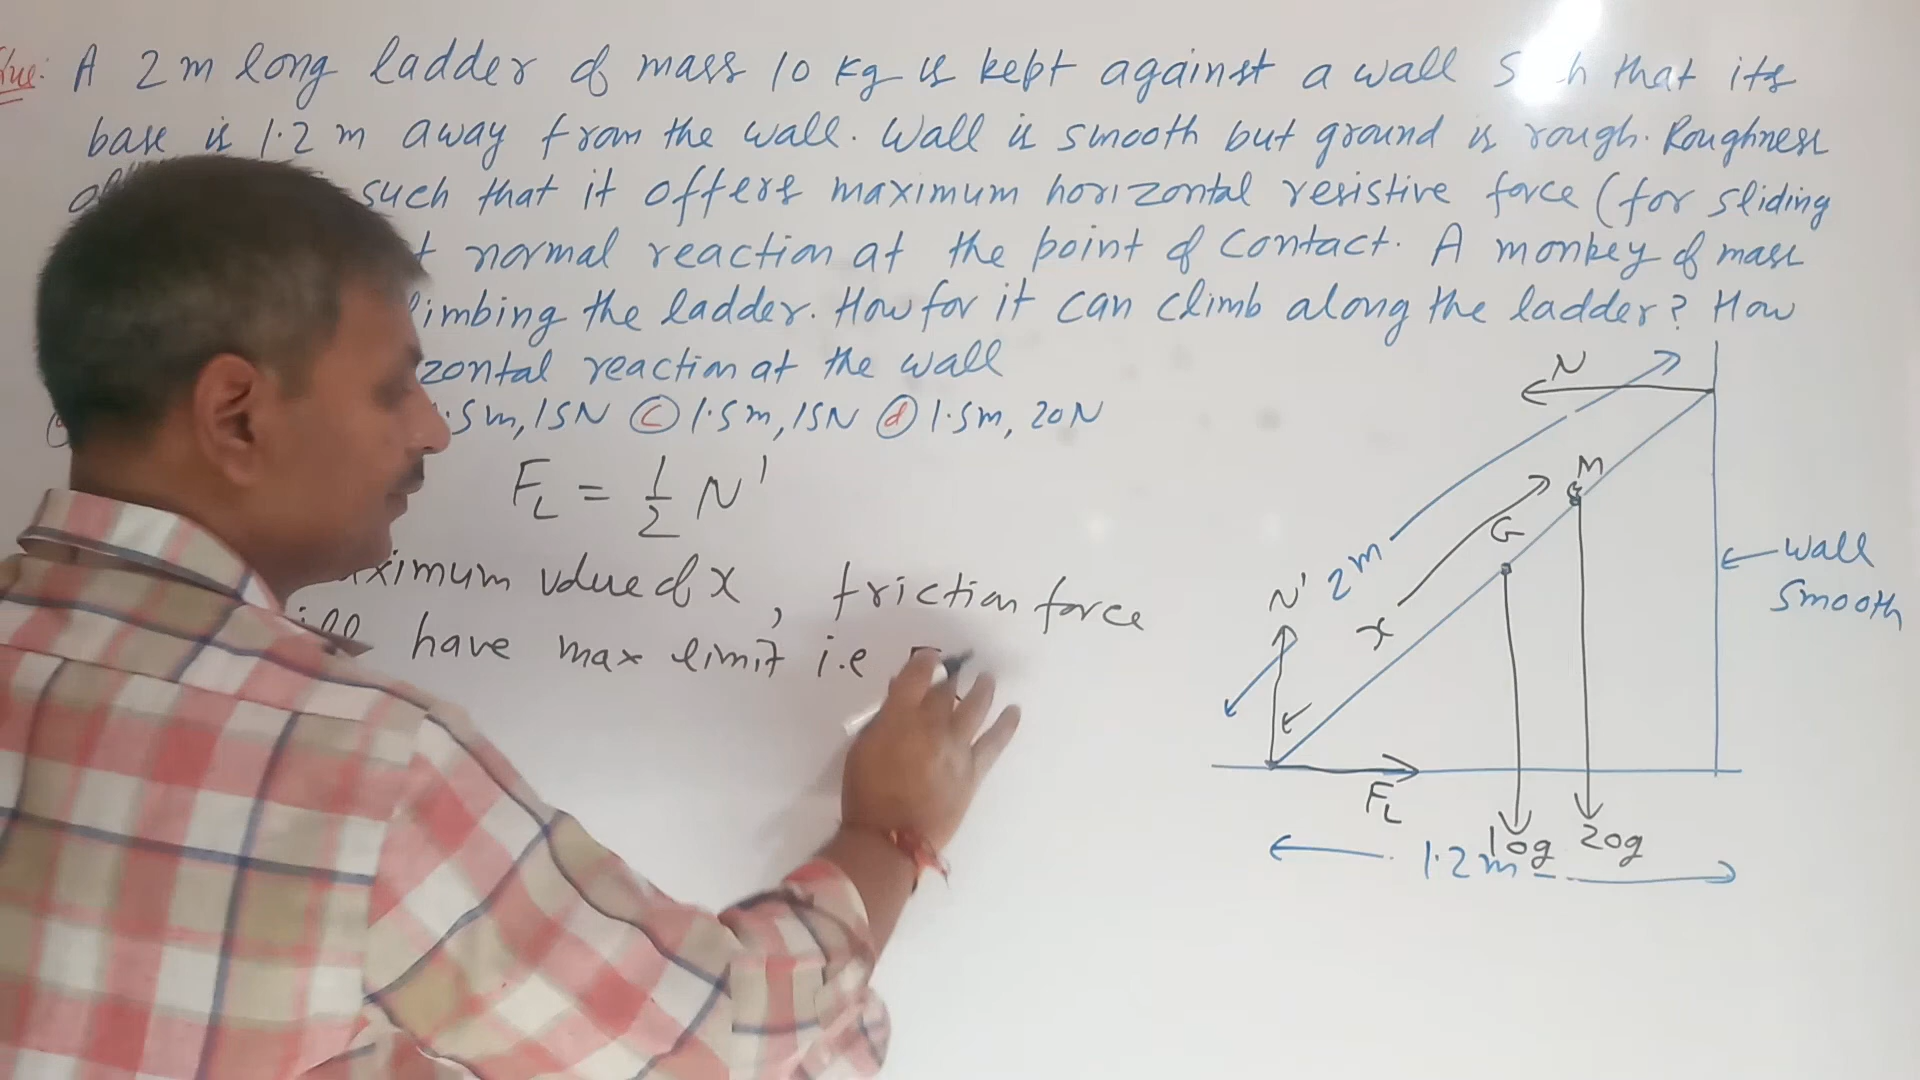 Que: A 2m long ladder of mass 10 kg is kept against a wall S h that its
base is 1.2 m away from the wall. Wall is smooth but ground is rough. Roughness
such that it offers maximum horizontal resistive force (for sliding
normal reaction at the point of contact. A monkey of mass
limbing the ladder. How for it can climb along the ladder? How
zontal reaction at the wall
.5m, 15N (c) 1.5m, 15N (d) 1.5m, 20N
F_L = 1/2 N'
ximum value of x, friction force
ill have max limit i.e
N
2m
M
G
x
N'
F_L
10g 20g
1.2m
wall
smooth